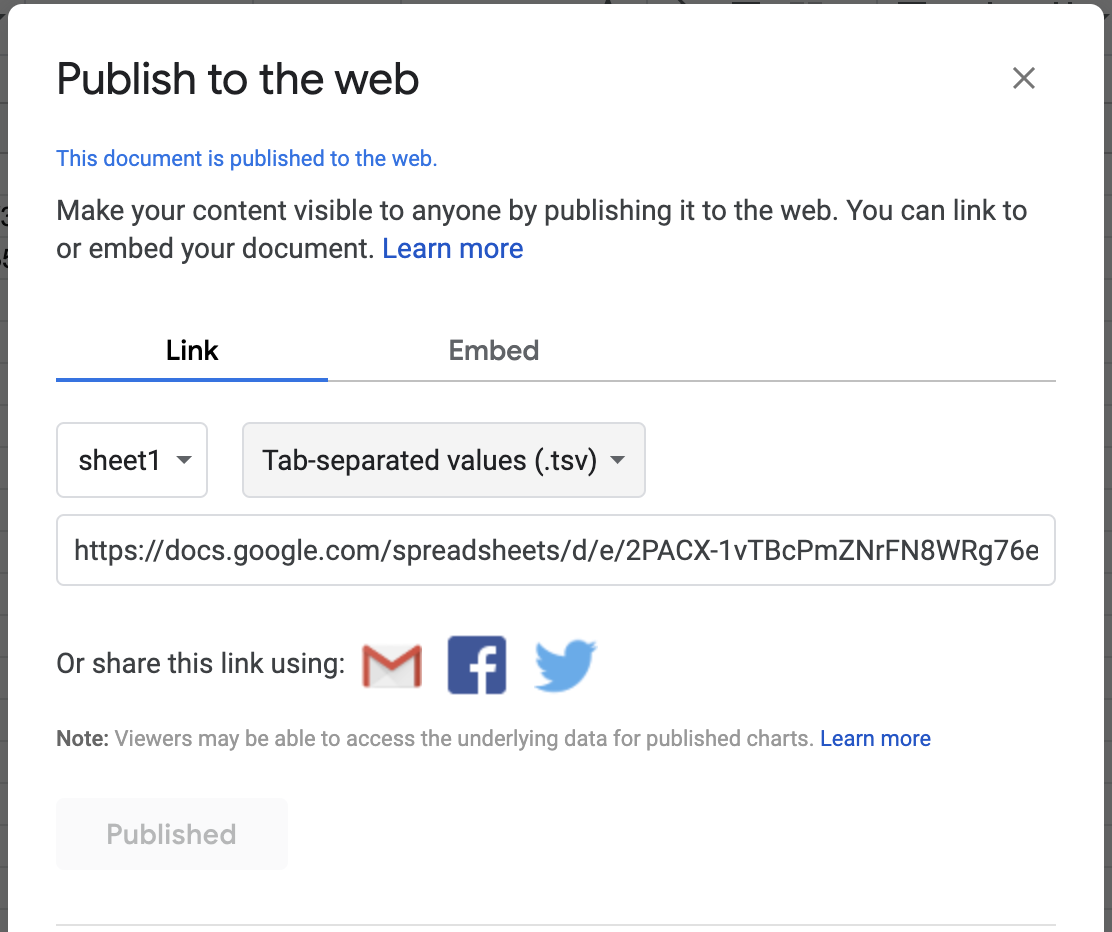 Publish to the web
This document is published to the web.
Make your content visible to anyone by publishing it to the web. You can link to
or embed your document. Learn more
Link Embed
sheet1 Tab-separated values (.tsv)
https://docs.google.com/spreadsheets/d/e/2PACX-1vTBcPmZNrFN8WRg76e
Or share this link using:
Note: Viewers may be able to access the underlying data for published charts. Learn more
Published